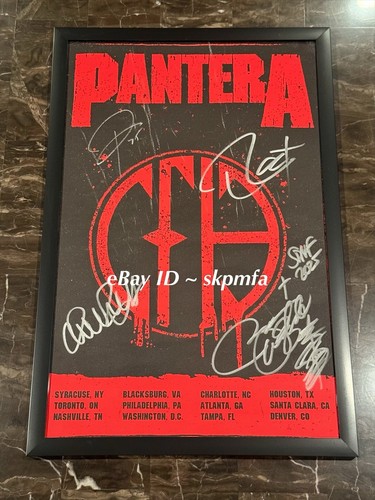 PANTERA
CFH
eBay ID ~ skpmfa
SYRACUSE, NY BLACKSBURG, VA CHARLOTTE, NC HOUSTON, TX
TORONTO, ON PHILADELPHIA, PA ATLANTA, GA SANTA CLARA, CA
NASHVILLE, TN WASHINGTON, D.C. TAMPA, FL DENVER, CO